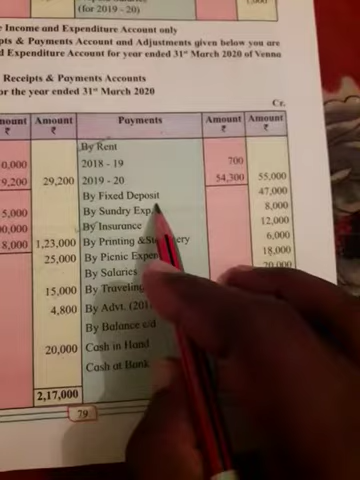 (for 2019 - 20)
Income and Expenditure Account only
pts & Payments Account and Adjustments given below you are
d Expenditure Account for year ended 31st March 2020 of Venna
Receipts & Payments Accounts
or the year ended 31st March 2020
Cr.
Amount ₹ Payments Amount ₹ Amount ₹
By Rent
0,000 2018 - 19 700
9,200 29,200 2019 - 20 54,300 55,000
By Fixed Deposit 47,000
5,000 By Sundry Exp. 8,000
By Insurance 12,000
8,000 1,23,000 By Printing & 6,000
25,000 By Picnic 18,000
By Salaries
15,000 By Traveling
4,800 By Advt.
By Balance c/d
20,000 Cash in Hand
Cash at Bank
2,17,000
79